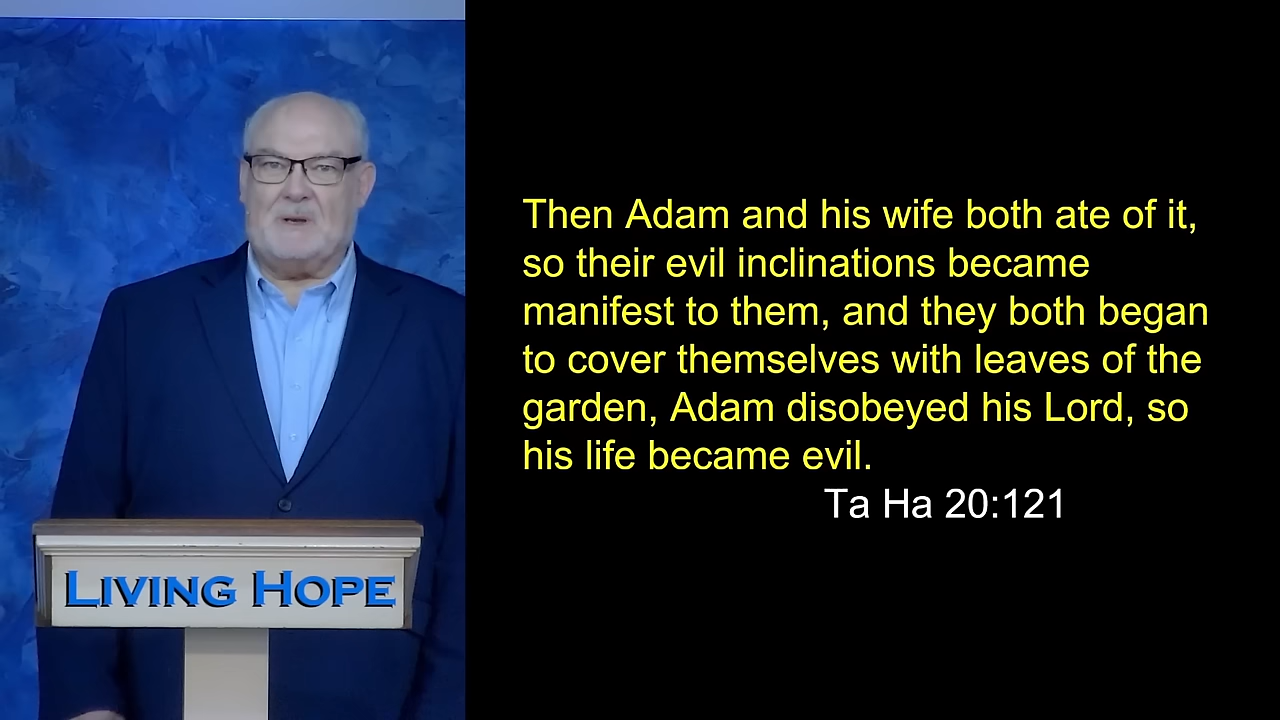 Then Adam and his wife both ate of it,
so their evil inclinations became
manifest to them, and they both began
to cover themselves with leaves of the
garden, Adam disobeyed his Lord, so
his life became evil.
Ta Ha 20:121
LIVING HOPE